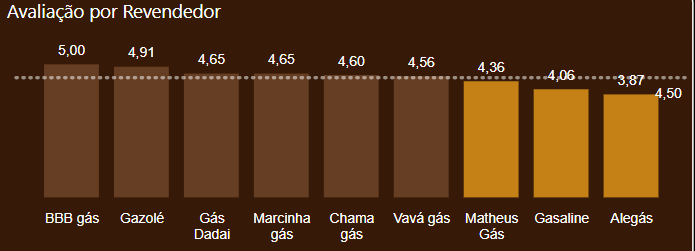 Avaliação por Revendedor
5,00 4,91 4,65 4,65 4,60 4,56 4,36 4,06 3,87
4,50
BBB gás Gazolé Gás Marcinha Chama Vavá gás Matheus Gasaline Alegás
Dadai gás gás Gás